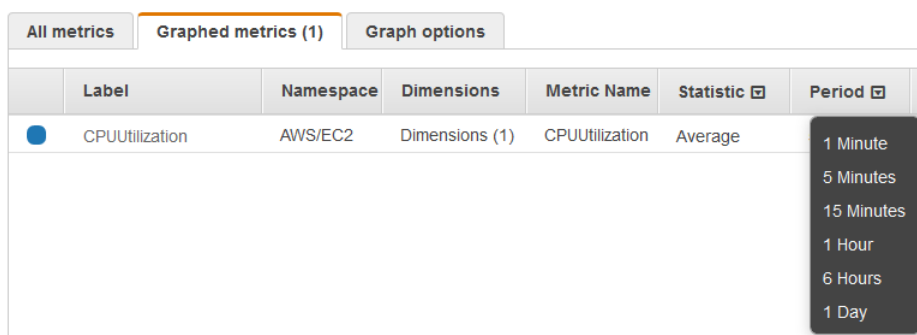 All metrics Graphed metrics (1) Graph options
Label Namespace Dimensions Metric Name Statistic Period
CPUUtilization AWS/EC2 Dimensions (1) CPUUtilization Average
1 Minute
5 Minutes
15 Minutes
1 Hour
6 Hours
1 Day